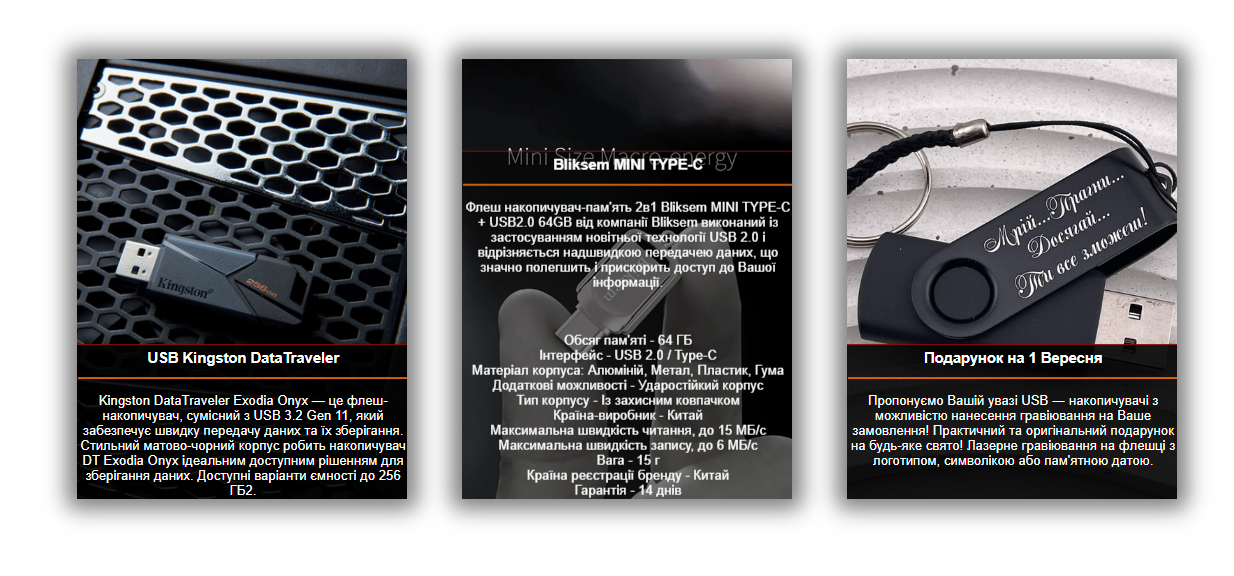 Kingston
256GB
USB Kingston DataTraveler
Kingston DataTraveler Exodia Onyx — це флеш-
накопичувач, сумісний з USB 3.2 Gen 11, який
забезпечує швидку передачу даних та їх зберігання.
Стильний матово-чорний корпус робить накопичувач
DT Exodia Onyx ідеальним доступним рішенням для
зберігання даних. Доступні варіанти ємності до 256
ГБ2.
Mini Size Macro-energy
Bliksem MINI TYPE-C
Флеш накопичувач-пам'ять 2в1 Bliksem MINI TYPE-C
+ USB2.0 64GB від компанії Bliksem виконаний із
застосуванням новітньої технології USB 2.0 і
відрізняється надшвидкою передачею даних, що
значно полегшить і прискорить доступ до Вашої
інформації.
Обсяг пам'яті - 64 ГБ
Інтерфейс - USB 2.0 / Type-C
Матеріал корпуса: Алюміній, Метал, Пластик, Гума
Додаткові можливості - Ударостійкий корпус
Тип корпусу - Із захисним ковпачком
Країна-виробник - Китай
Максимальна швидкість читання, до 15 МБ/с
Максимальна швидкість запису, до 6 МБ/с
Вага - 15 г
Країна реєстрації бренду - Китай
Гарантія - 14 днів
Мрій...Прагни...
Досягай...
Ти все зможеш!
Подарунок на 1 Вересня
Пропонуємо Вашій увазі USB — накопичувачі з
можливістю нанесення гравіювання на Ваше
замовлення! Практичний та оригінальний подарунок
на будь-яке свято! Лазерне гравіювання на флешці з
логотипом, символікою або пам'ятною датою.